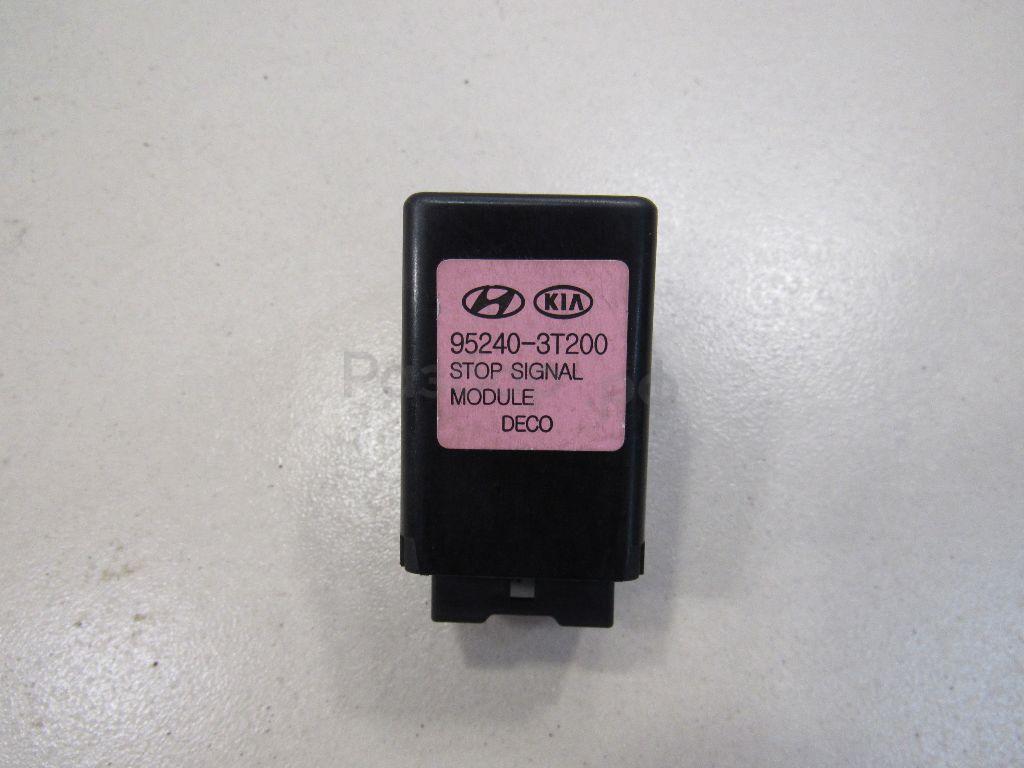 KIA
95240-3T200
STOP SIGNAL
MODULE
DECO